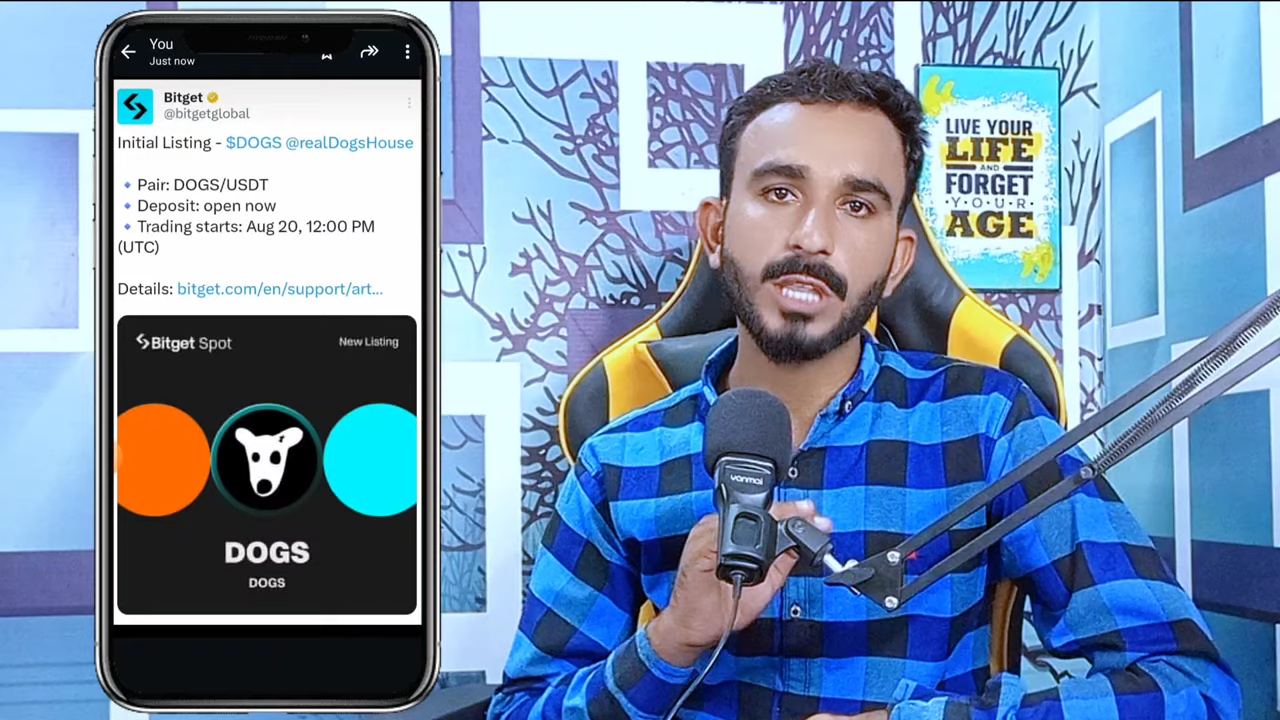 You
Just now
Bitget
@bitgetglobal
Initial Listing - $DOGS @realDogsHouse
🔹 Pair: DOGS/USDT
🔹 Deposit: open now
🔹 Trading starts: Aug 20, 12:00 PM
(UTC)
Details: bitget.com/en/support/art...
Bitget Spot
New Listing
DOGS
DOGS
LIVE YOUR
LIFE
AND
FORGET
YOUR
AGE
vanmai